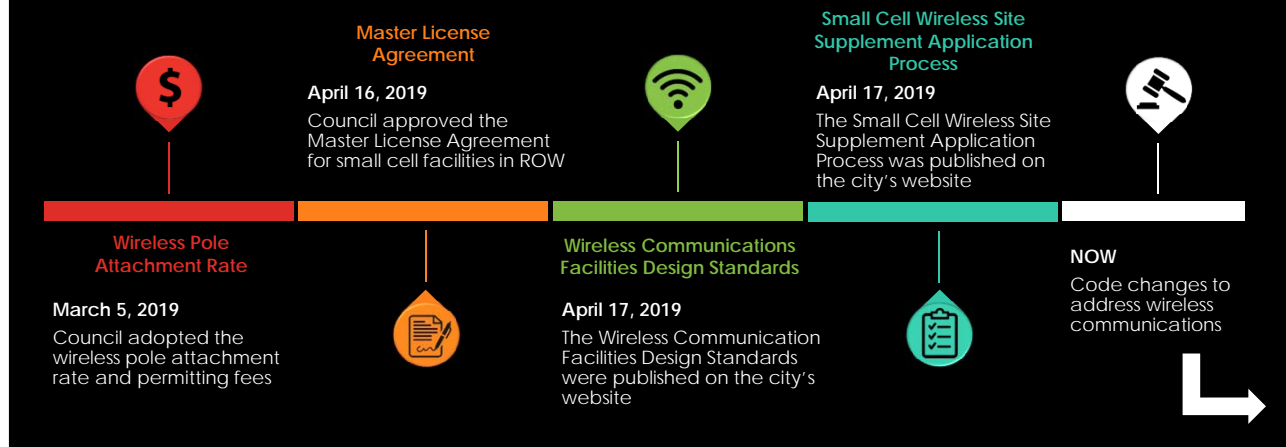 Wireless Pole
Attachment Rate
March 5, 2019
Council adopted the
wireless pole attachment
rate and permitting fees
Master License
Agreement
April 16, 2019
Council approved the
Master License Agreement
for small cell facilities in ROW
Wireless Communications
Facilities Design Standards
April 17, 2019
The Wireless Communication
Facilities Design Standards
were published on the city's
website
Small Cell Wireless Site
Supplement Application
Process
April 17, 2019
The Small Cell Wireless Site
Supplement Application
Process was published on
the city's website
NOW
Code changes to
address wireless
communications